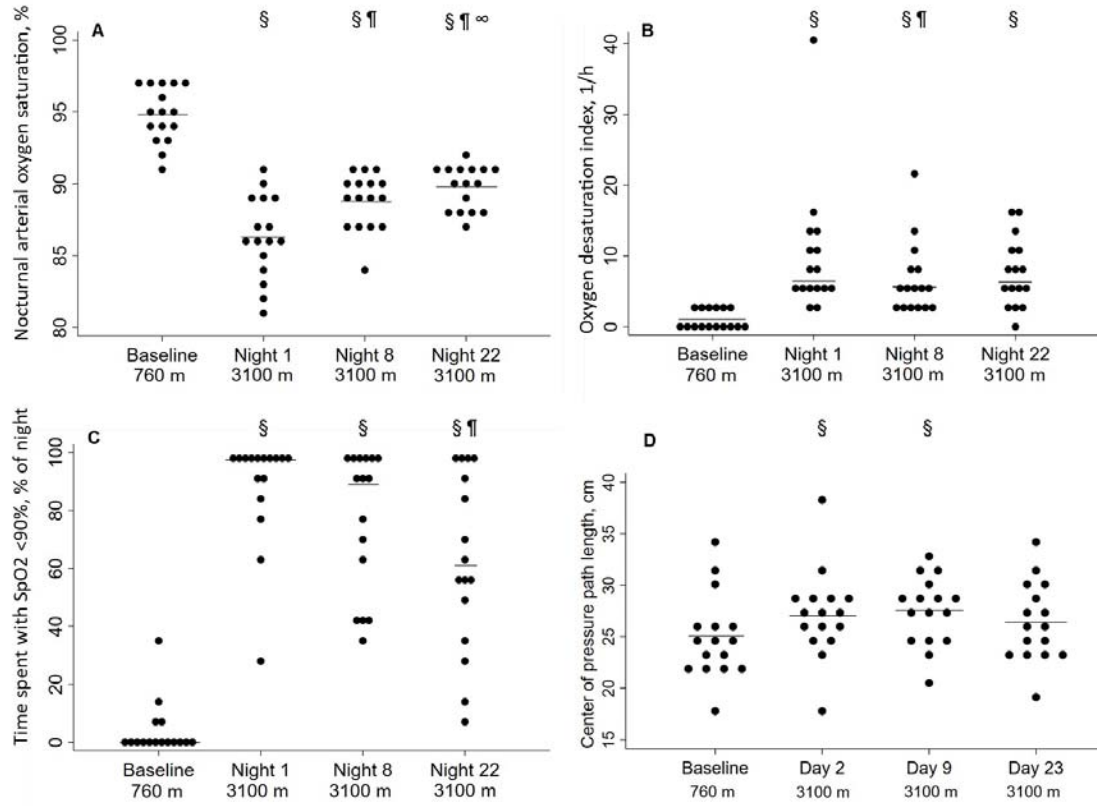 A
§
§ ¶
§ ¶ ∞
Nocturnal arterial oxygen saturation, %
100
95
90
85
80
Baseline
760 m
Night 1
3100 m
Night 8
3100 m
Night 22
3100 m
B
§
§ ¶
§
Oxygen desaturation index, 1/h
40
30
20
10
0
Baseline
760 m
Night 1
3100 m
Night 8
3100 m
Night 22
3100 m
C
§
§
§ ¶
Time spent with SpO2 <90%, % of night
100
80
60
40
20
0
Baseline
760 m
Night 1
3100 m
Night 8
3100 m
Night 22
3100 m
D
§
§
Center of pressure path length, cm
40
35
30
25
20
15
Baseline
760 m
Day 2
3100 m
Day 9
3100 m
Day 23
3100 m